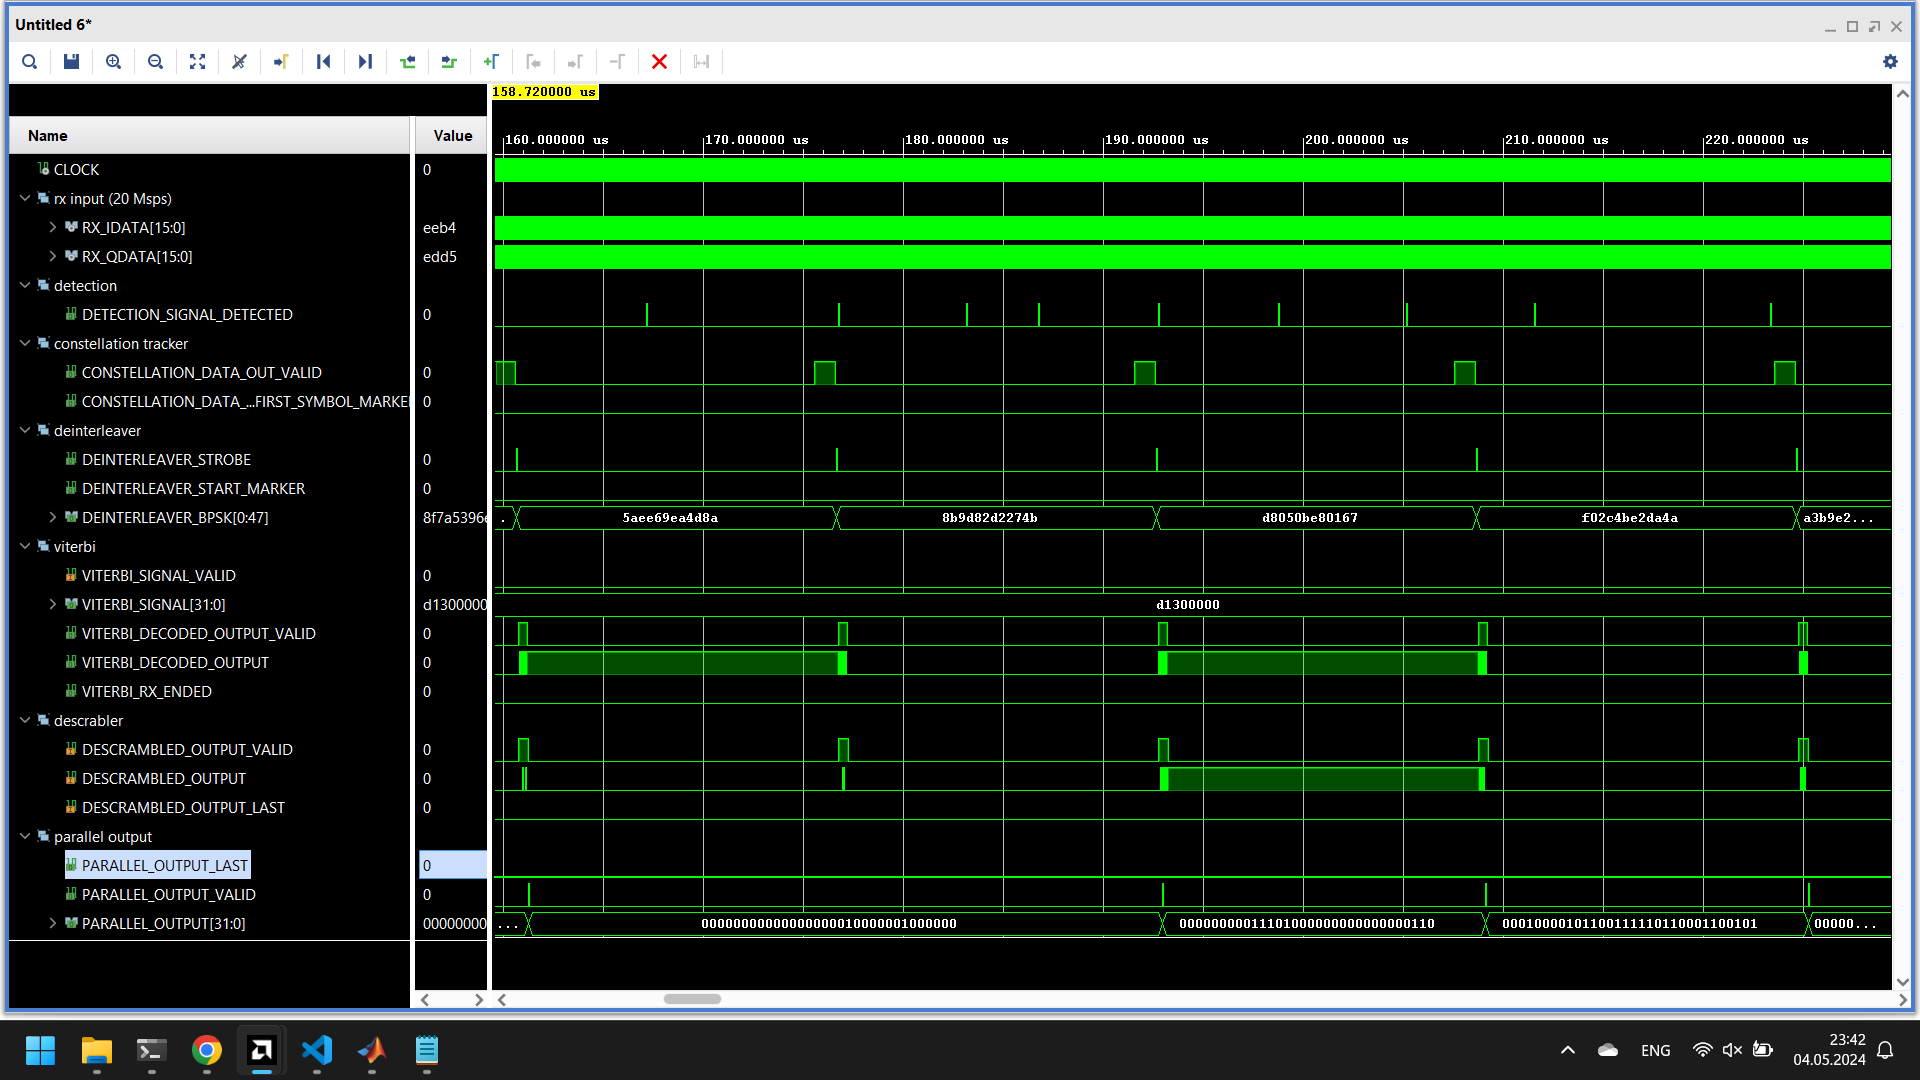 Untitled 6*
158.720000 us
Name
Value
160.000000 us
170.000000 us
180.000000 us
190.000000 us
200.000000 us
210.000000 us
220.000000 us
CLOCK
0
rx input (20 Msps)
RX_IDATA[15:0]
eeb4
RX_QDATA[15:0]
edd5
detection
DETECTION_SIGNAL_DETECTED
0
constellation tracker
CONSTELLATION_DATA_OUT_VALID
0
CONSTELLATION_DATA_...FIRST_SYMBOL_MARKE
0
deinterleaver
DEINTERLEAVER_STROBE
0
DEINTERLEAVER_START_MARKER
0
DEINTERLEAVER_BPSK[0:47]
8f7a5396e
.
5aee69ea4d8a
8b9d82d2274b
d8050be80167
f02c4be2da4a
a3b9e2...
viterbi
VITERBI_SIGNAL_VALID
0
VITERBI_SIGNAL[31:0]
d1300000
d1300000
VITERBI_DECODED_OUTPUT_VALID
0
VITERBI_DECODED_OUTPUT
0
VITERBI_RX_ENDED
0
descrabler
DESCRAMBLED_OUTPUT_VALID
0
DESCRAMBLED_OUTPUT
0
DESCRAMBLED_OUTPUT_LAST
0
parallel output
PARALLEL_OUTPUT_LAST
0
PARALLEL_OUTPUT_VALID
0
PARALLEL_OUTPUT[31:0]
00000000
...
00000000000000000010000001000000
00000000011101000000000000000110
00010000101100111110110001100101
00000...
ENG
23:42
04.05.2024